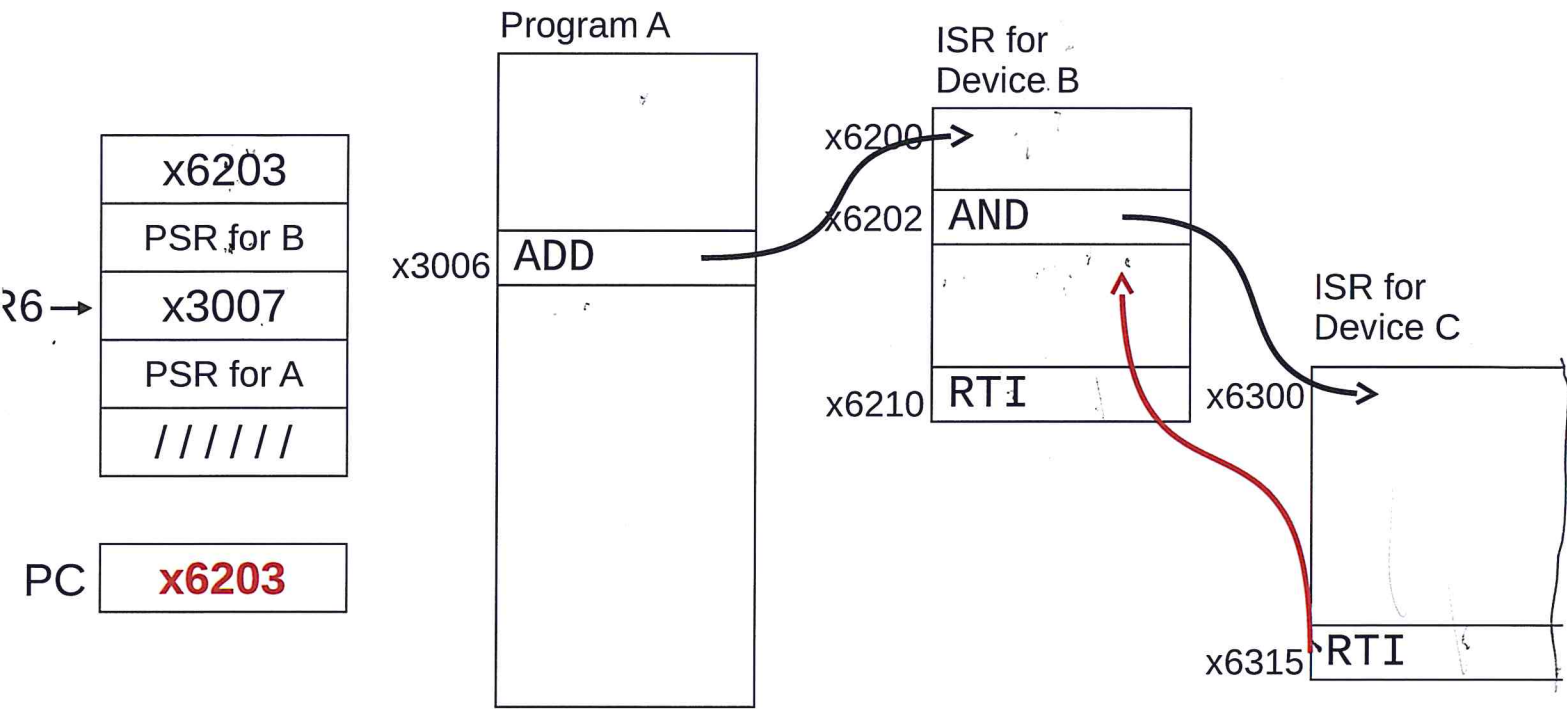 Program A
ISR for
Device B
x6200
x6203
x6202 AND
PSR for B
x3006 ADD
R6
x3007
ISR for
Device C
PSR for A
x6210 RTI
x6300
//////
PC x6203
x6315 RTI